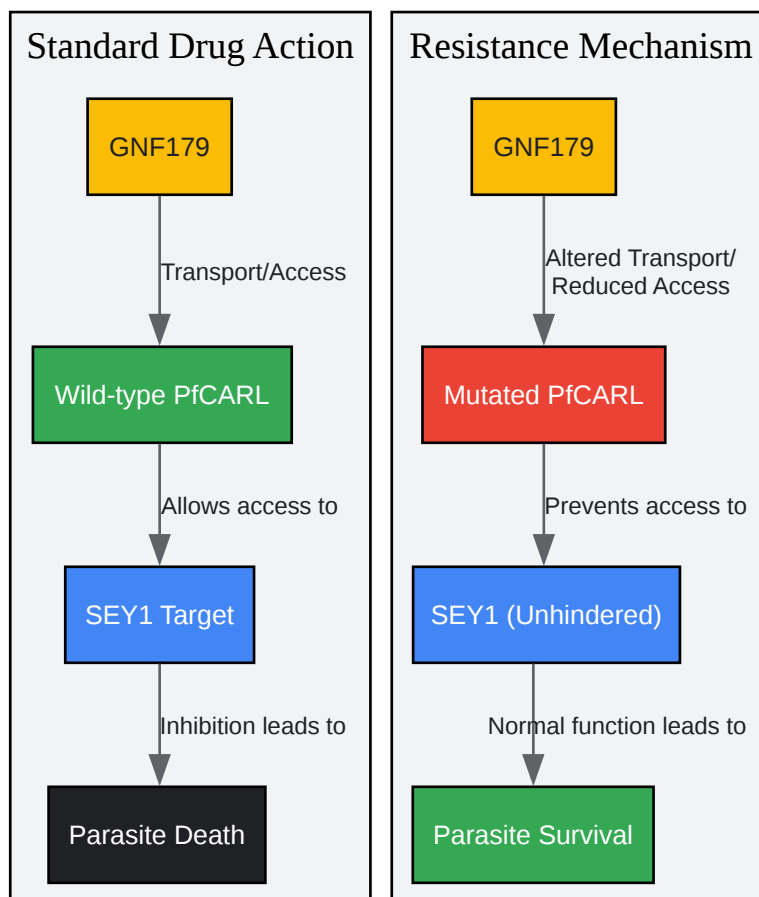 Standard Drug Action
GNF179
Transport/Access
Wild-type PfCARL
Allows access to
SEY1 Target
Inhibition leads to
Parasite Death
Resistance Mechanism
GNF179
Altered Transport/
Reduced Access
Mutated PfCARL
Prevents access to
SEY1 (Unhindered)
Normal function leads to
Parasite Survival